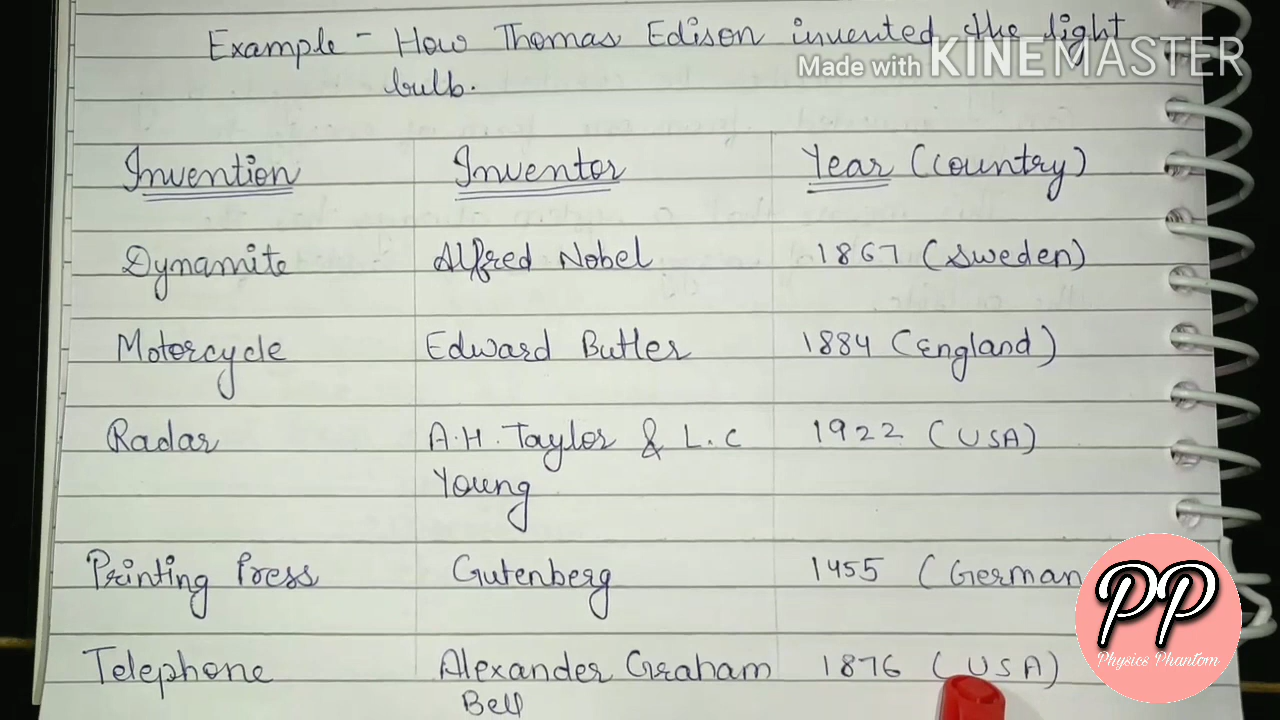 Example - How Thomas Edison invented the light
bulb.
Made with KINEMASTER
Invention Inventor Year (Country)
Dynamite Alfred Nobel 1867 (Sweden)
Motorcycle Edward Butler 1884 (England)
Radar A.H. Taylor & L.C 1922 (USA)
Young
Printing Press Gutenberg 1455 (German
Telephone Alexander Graham 1876 (USA)
Bell
PP
Physics Phantom